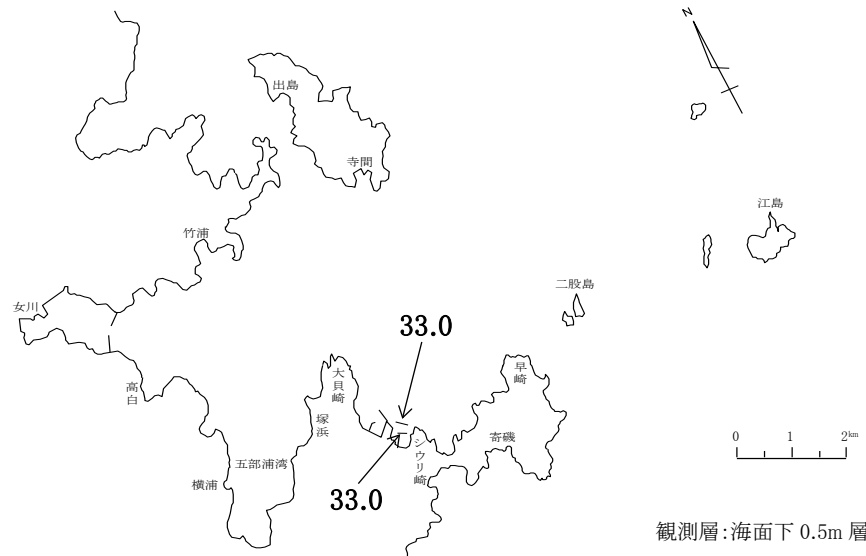 N
出島
寺間
江島
竹浦
二股島
女川
33.0
大貝崎
早崎
高白
塚浜
寄磯
シウリ崎
五部浦湾
横浦
33.0
0 1 2km
観測層:海面下 0.5m 層